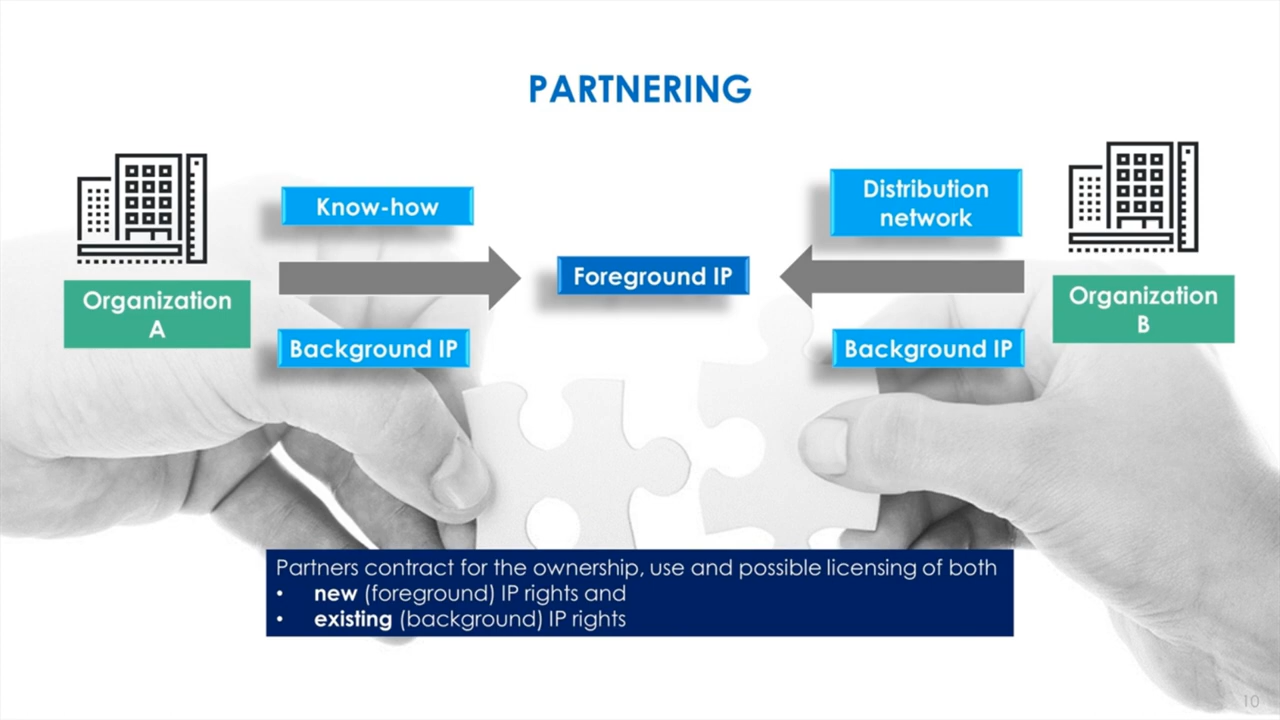 PARTNERING
Know-how
Distribution
network
Foreground IP
Organization
A
Organization
B
Background IP
Background IP
Partners contract for the ownership, use and possible licensing of both
• new (foreground) IP rights and
• existing (background) IP rights
10